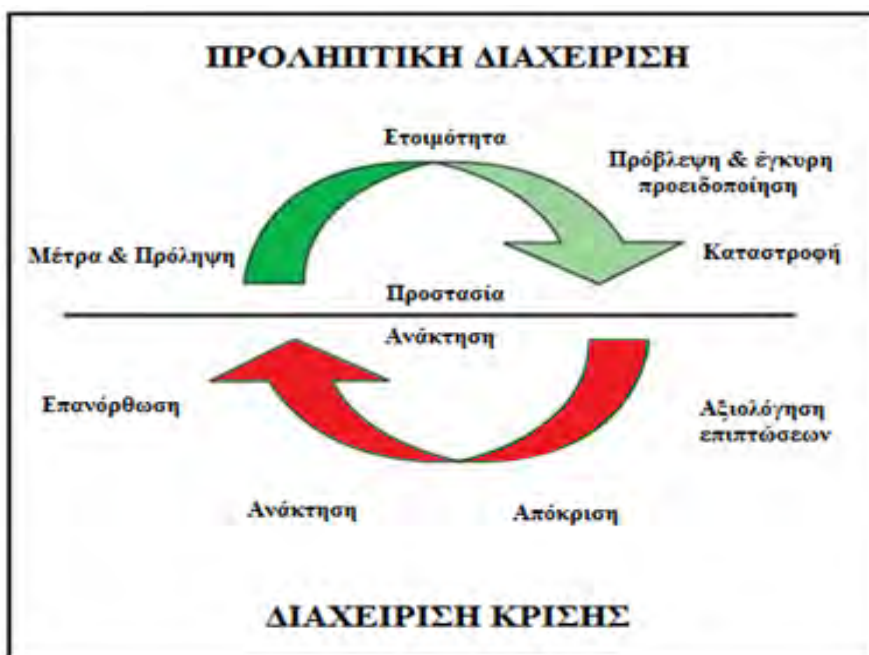 ΠΡΟΛΗΠΤΙΚΗ ΔΙΑΧΕΙΡΙΣΗ
Ετοιμότητα
Πρόβλεψη & έγκυρη
προειδοποίηση
Μέτρα & Πρόληψη
Καταστροφή
Προστασία
Ανάκτηση
Επανόρθωση
Αξιολόγηση
επιπτώσεων
Ανάκτηση
Απόκριση
ΔΙΑΧΕΙΡΙΣΗ ΚΡΙΣΗΣ